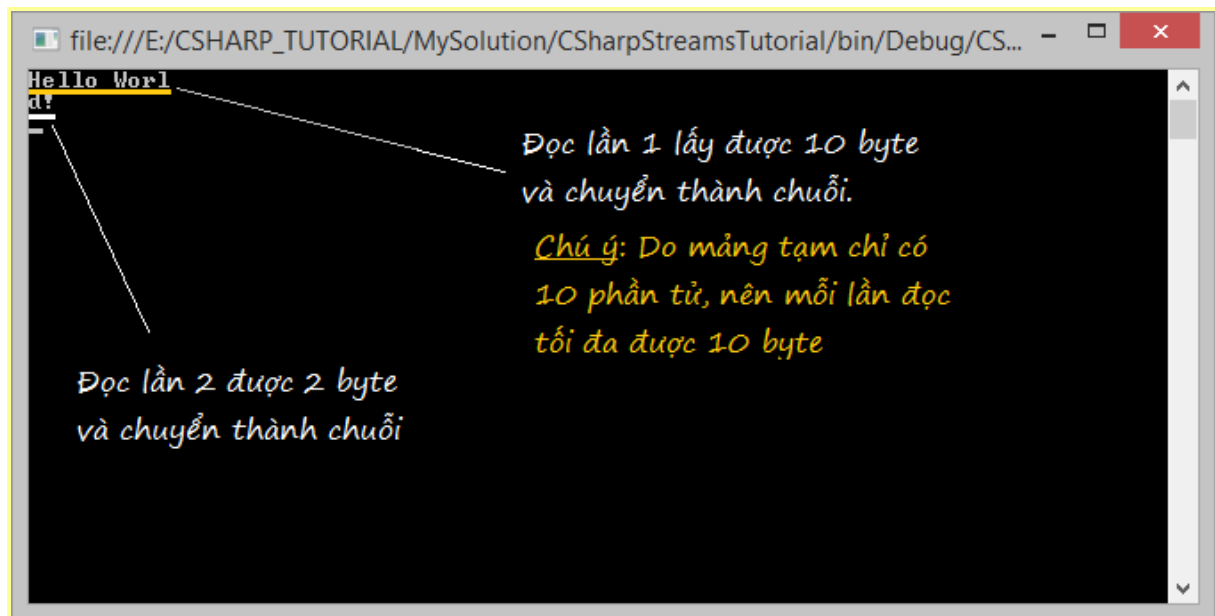 file:///E:/CSHARP_TUTORIAL/MySolution/CSharpStreamsTutorial/bin/Debug/CS...
Hello Worl
d!
Đọc lần 1 lấy được 10 byte
và chuyển thành chuỗi.
Chú ý: Do mảng tạm chỉ có
10 phần tử, nên mỗi lần đọc
tối đa được 10 byte
Đọc lần 2 được 2 byte
và chuyển thành chuỗi